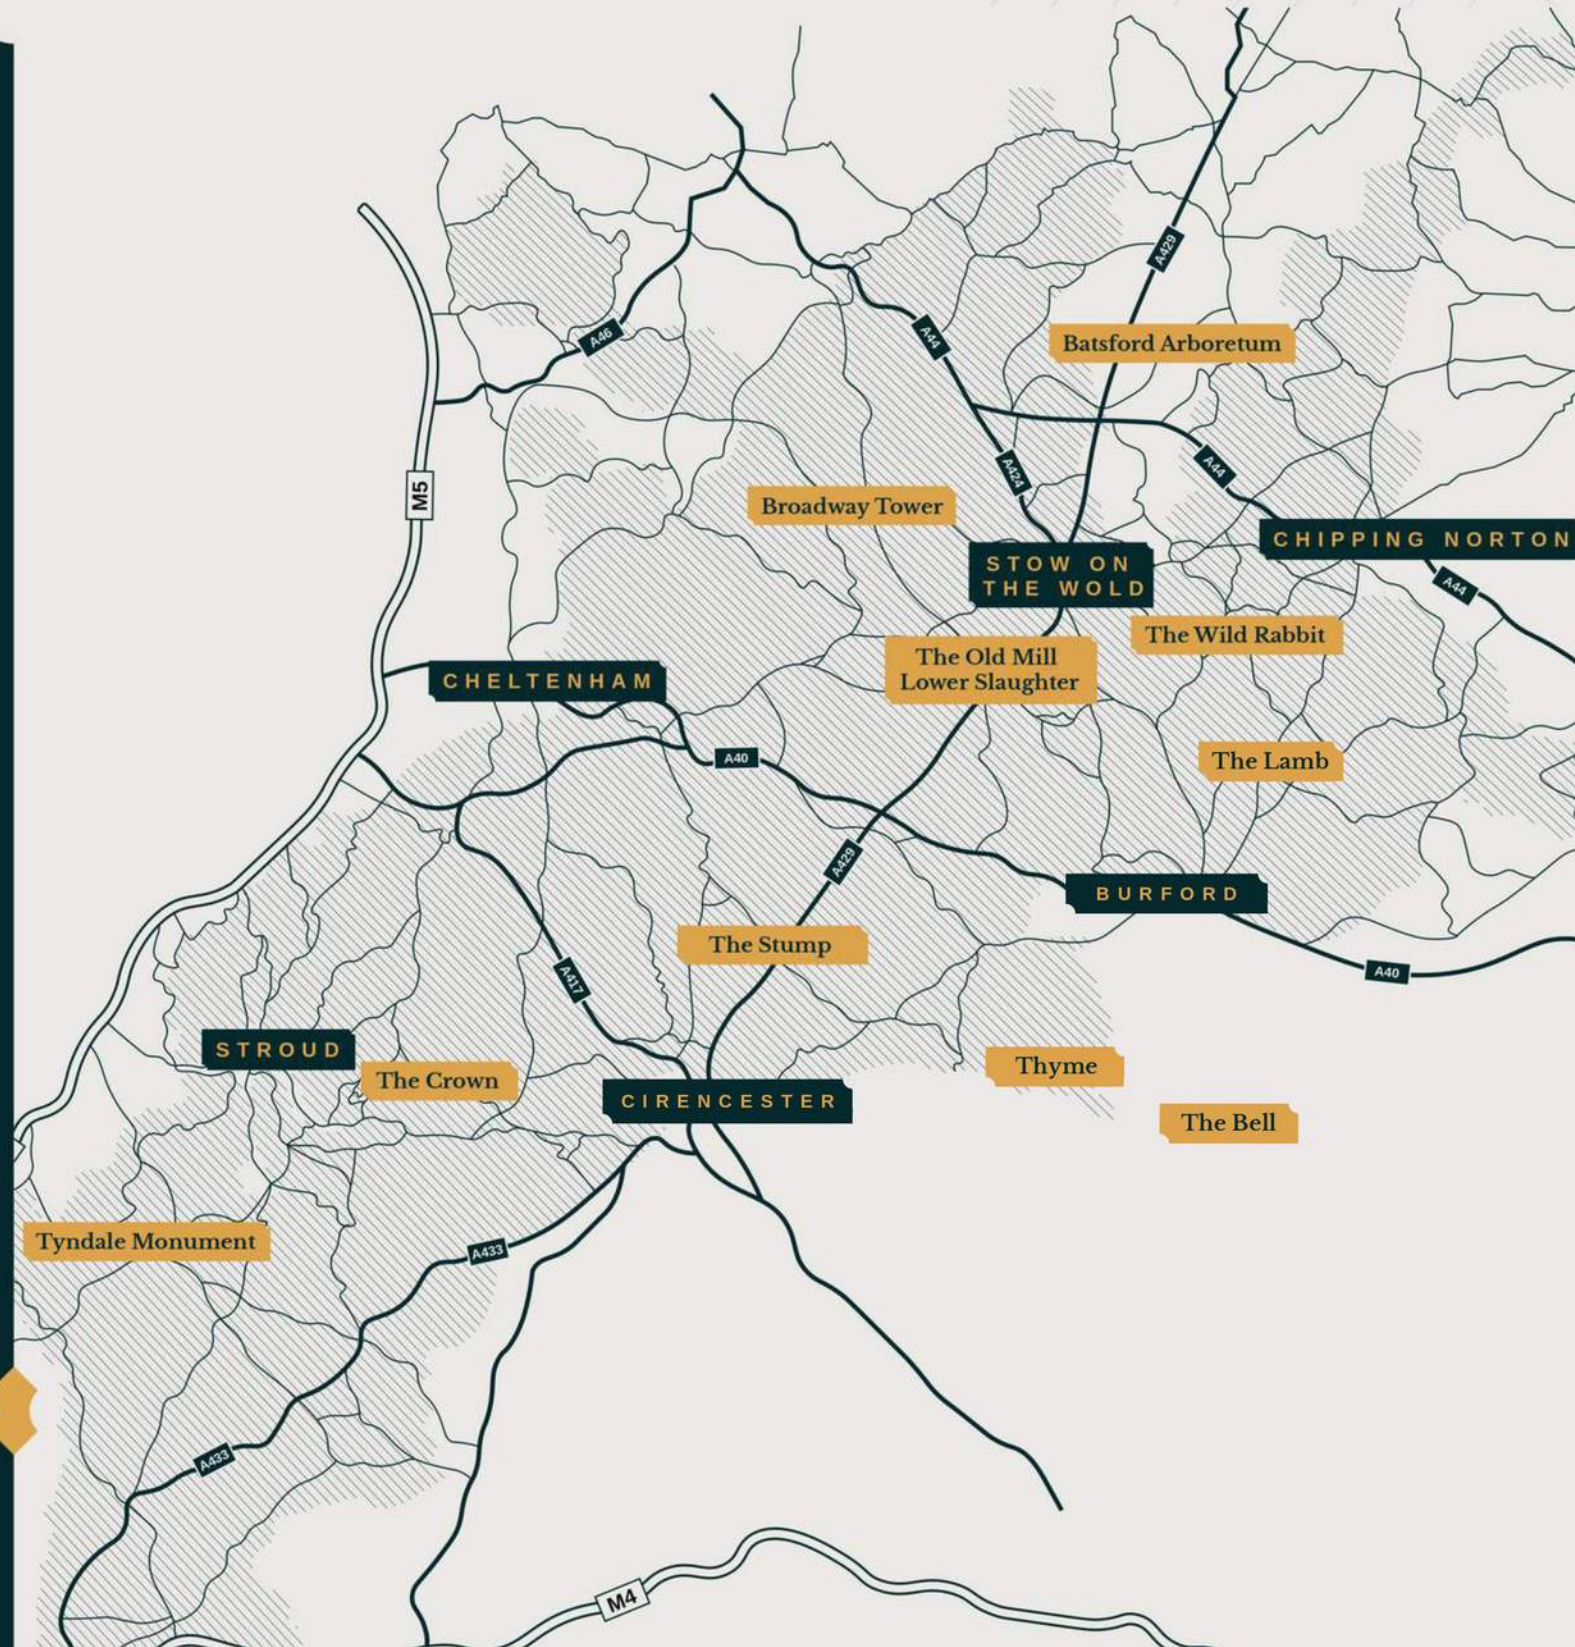 A429
A46
A44
Batsford Arboretum
A44
A424
M5
Broadway Tower
CHIPPING NORTON
STOW ON
THE WOLD
A44
The Wild Rabbit
The Old Mill
Lower Slaughter
CHELTENHAM
A40
The Lamb
A429
BURFORD
The Stump
A40
A417
STROUD
Thyme
The Crown
CIRENCESTER
The Bell
Tyndale Monument
A433
A433
M4